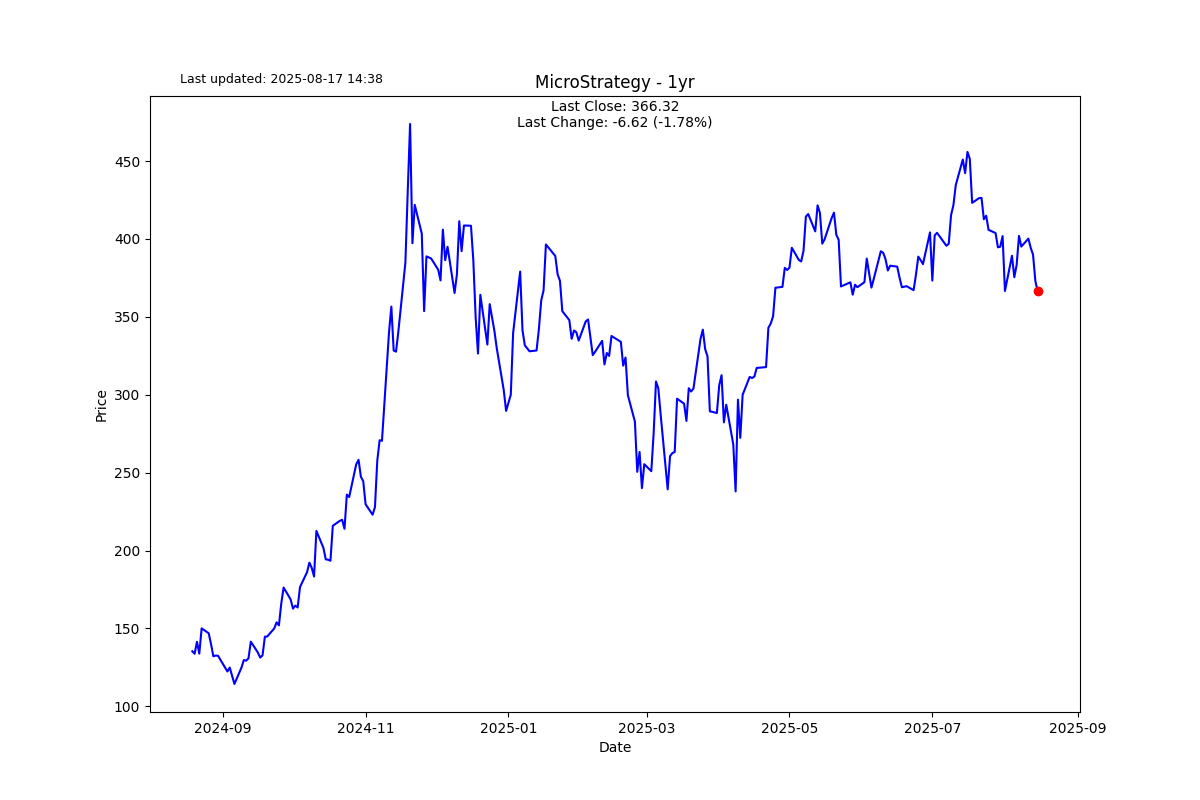 Last updated: 2025-08-17 14:38
MicroStrategy - 1yr
Last Close: 366.32
Last Change: -6.62 (-1.78%)
Price
450
400
350
300
250
200
150
100
2024-09
2024-11
2025-01
2025-03
2025-05
2025-07
2025-09
Date